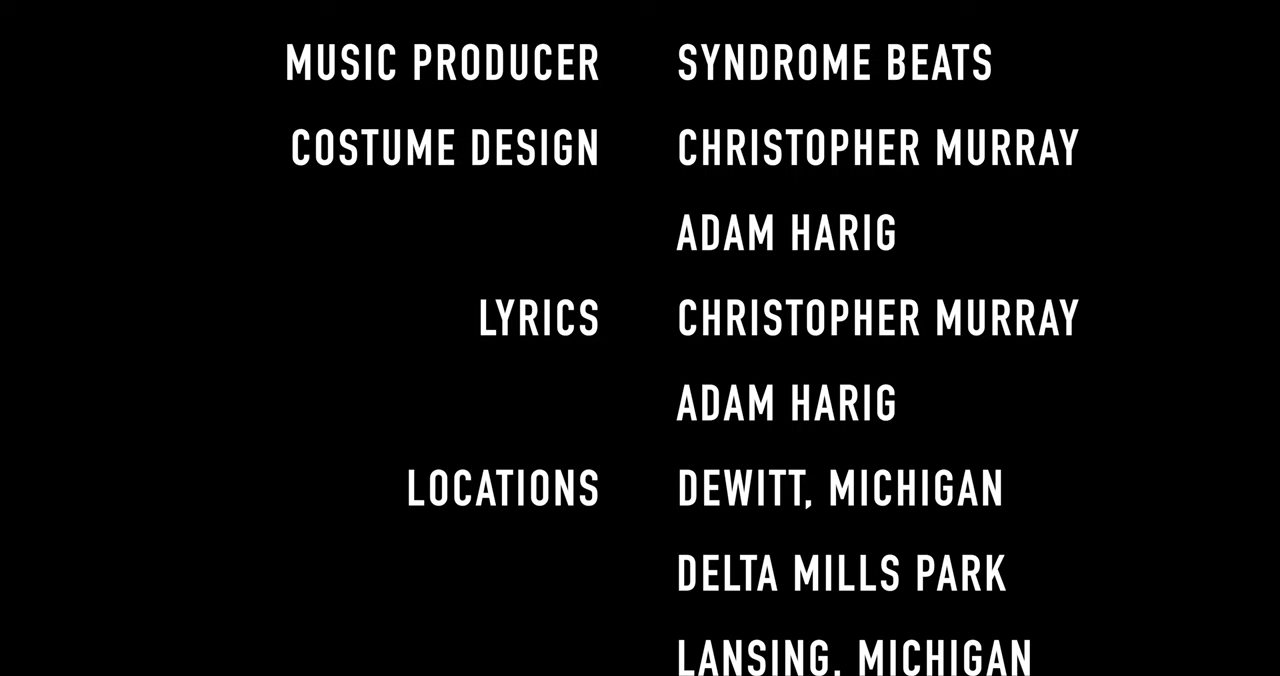 MUSIC PRODUCER SYNDROME BEATS
COSTUME DESIGN CHRISTOPHER MURRAY
ADAM HARIG
LYRICS CHRISTOPHER MURRAY
ADAM HARIG
LOCATIONS DEWITT, MICHIGAN
DELTA MILLS PARK
LANSING, MICHIGAN